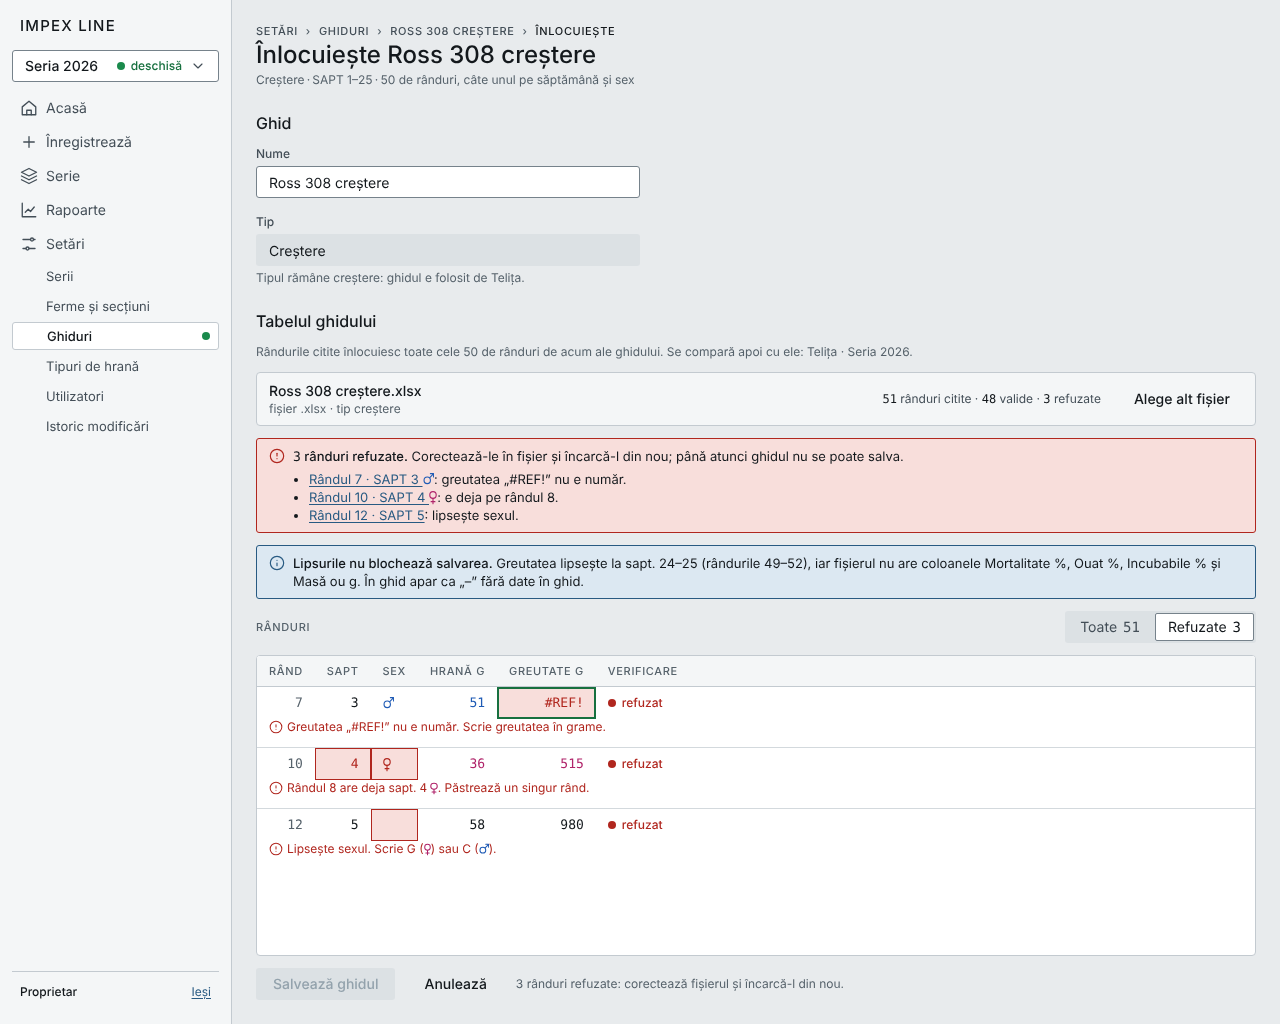 IMPEX LINE
Seria 2026 deschisă
Acasă
Înregistrează
Serie
Rapoarte
Setări
Serii
Ferme și secțiuni
Ghiduri
Tipuri de hrană
Utilizatori
Istoric modificări
Proprietar Ieși
SETĂRI › GHIDURI › ROSS 308 CREȘTERE › ÎNLOCUIEȘTE
Înlocuiește Ross 308 creștere
Creștere · SAPT 1–25 · 50 de rânduri, câte unul pe săptămână și sex
Ghid
Nume
Ross 308 creștere
Tip
Creștere
Tipul rămâne creștere: ghidul e folosit de Telița.
Tabelul ghidului
Rândurile citite înlocuiesc toate cele 50 de rânduri de acum ale ghidului. Se compară apoi cu ele: Telița · Seria 2026.
Ross 308 creștere.xlsx
fișier .xlsx · tip creștere
51 rânduri citite · 48 valide · 3 refuzate
Alege alt fișier
3 rânduri refuzate. Corectează-le în fișier și încarcă-l din nou; până atunci ghidul nu se poate salva.
• Rândul 7 · SAPT 3 ♂: greutatea „#REF!” nu e număr.
• Rândul 10 · SAPT 4 ♀: e deja pe rândul 8.
• Rândul 12 · SAPT 5: lipsește sexul.
Lipsurile nu blochează salvarea. Greutatea lipsește la sapt. 24–25 (rândurile 49–52), iar fișierul nu are coloanele Mortalitate %, Ouat %, Incubabile % și
Masă ou g. În ghid apar ca „–” fără date în ghid.
RÂNDURI
Toate 51 Refuzate 3
RÂND SAPT SEX HRANĂ G GREUTATE G VERIFICARE
7 3 ♂ 51 #REF! refuzat
Greutatea „#REF!” nu e număr. Scrie greutatea în grame.
10 4 ♀ 36 515 refuzat
Rândul 8 are deja sapt. 4 ♀. Păstrează un singur rând.
12 5 58 980 refuzat
Lipsește sexul. Scrie G (♀) sau C (♂).
Salvează ghidul Anulează 3 rânduri refuzate: corectează fișierul și încarcă-l din nou.